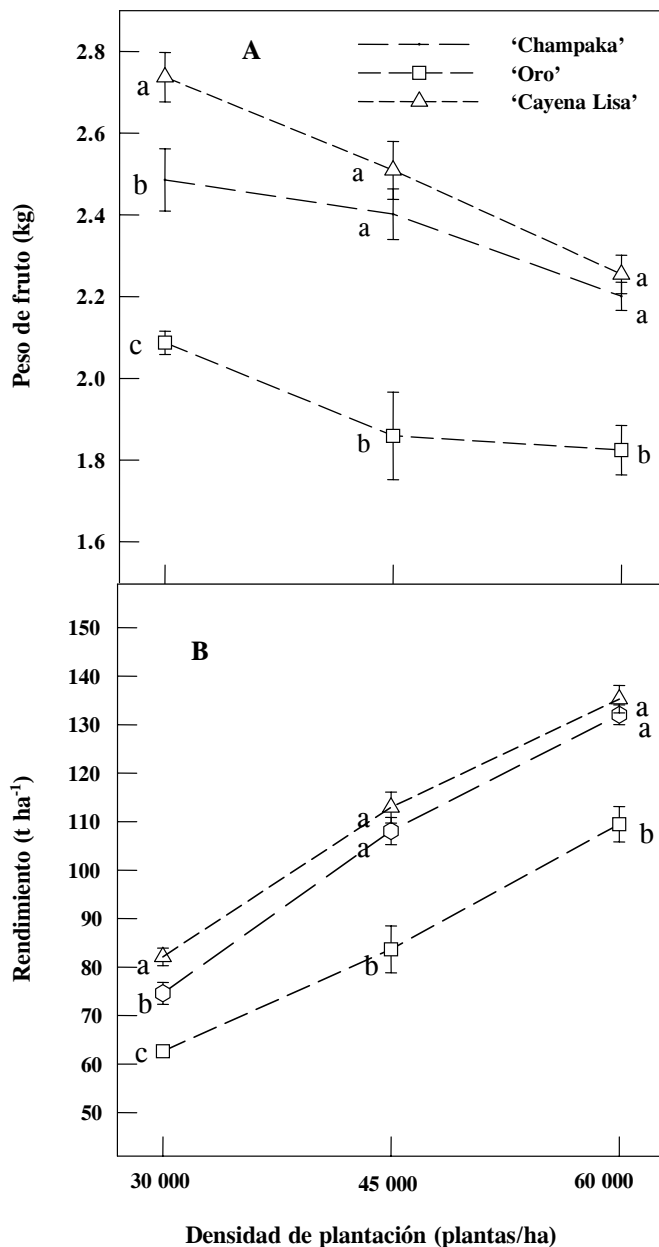 A
‘Champaka’
‘Oro’
‘Cayena Lisa’
Peso de fruto (kg)
2.8
2.6
2.4
2.2
2.0
1.8
1.6
a
b
c
a
a
b
a
a
b
B
Rendimiento (t ha⁻¹)
150
140
130
120
110
100
90
80
70
60
50
a
b
c
a
a
b
a
a
b
30 000 45 000 60 000
Densidad de plantación (plantas/ha)